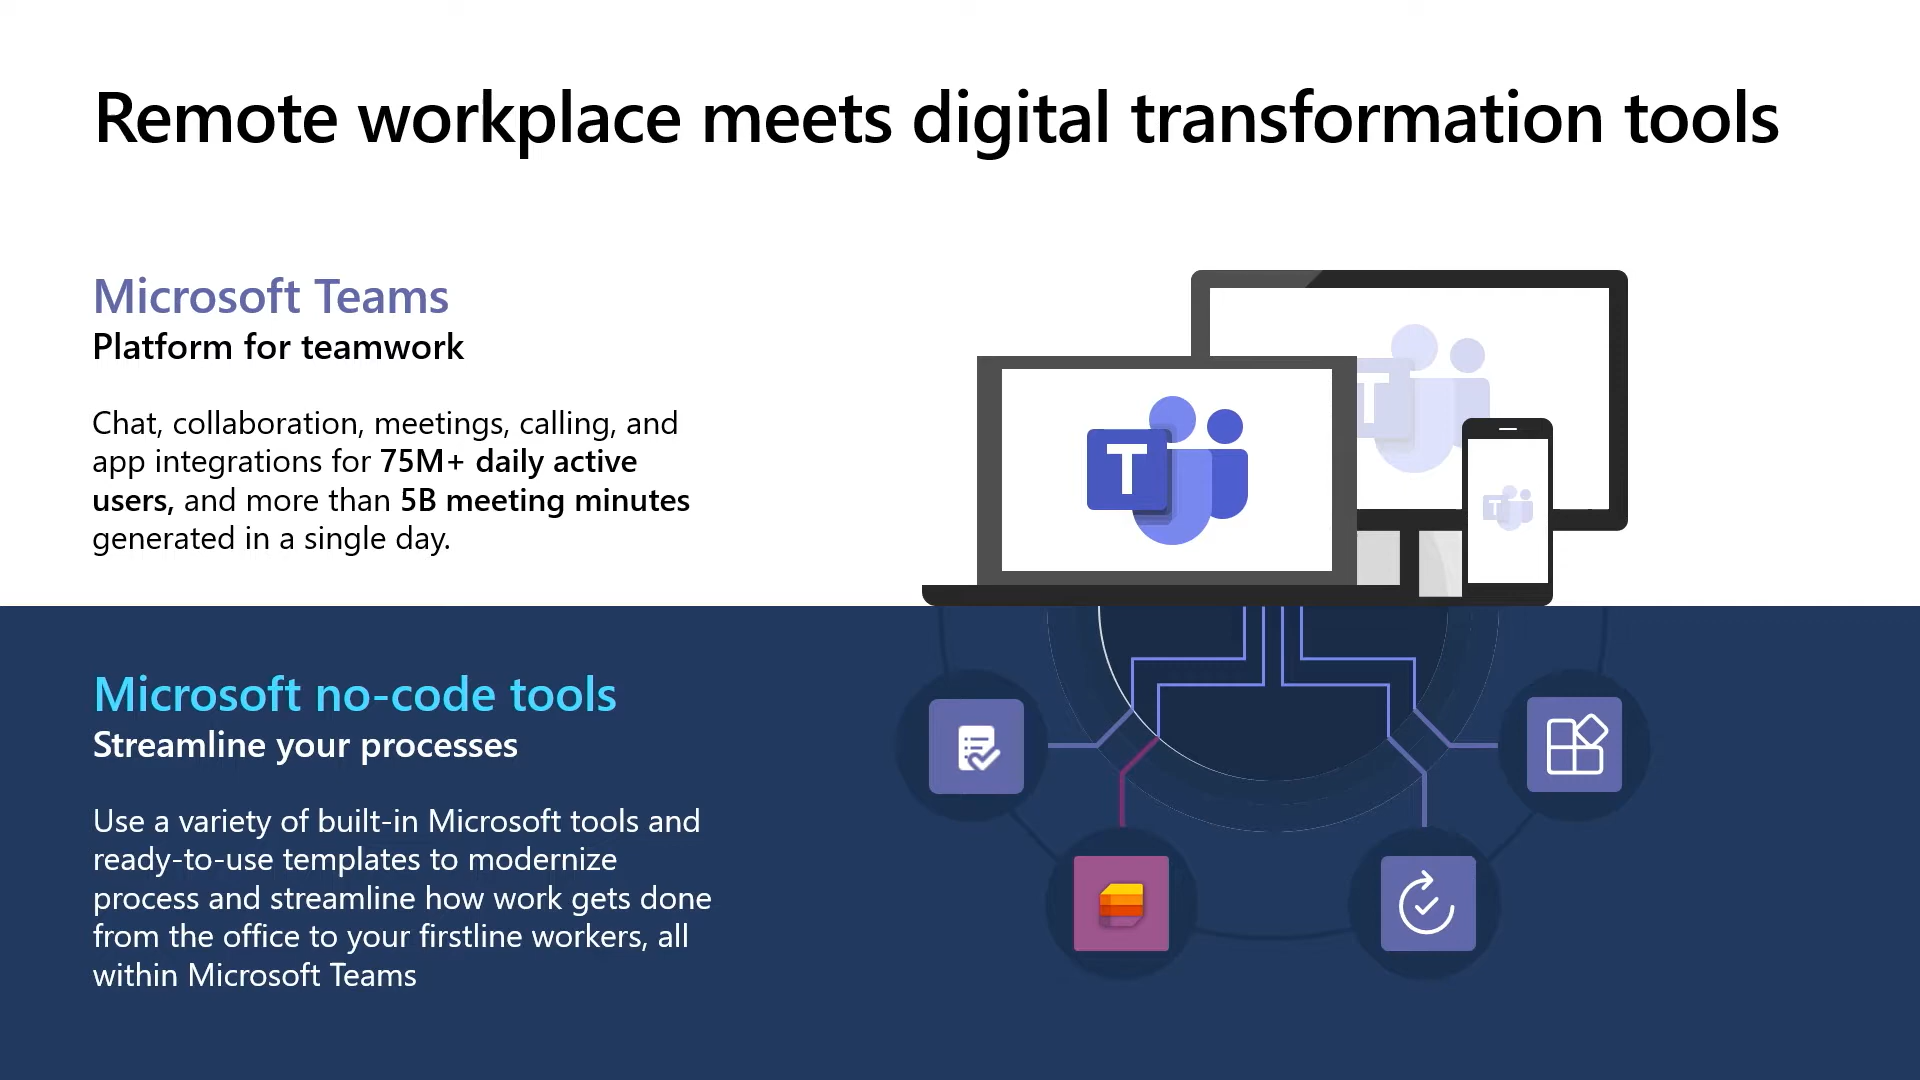 Remote workplace meets digital transformation tools
Microsoft Teams
Platform for teamwork
Chat, collaboration, meetings, calling, and
app integrations for 75M+ daily active
users, and more than 5B meeting minutes
generated in a single day.
T
T
T
Microsoft no-code tools
Streamline your processes
Use a variety of built-in Microsoft tools and
ready-to-use templates to modernize
process and streamline how work gets done
from the office to your firstline workers, all
within Microsoft Teams